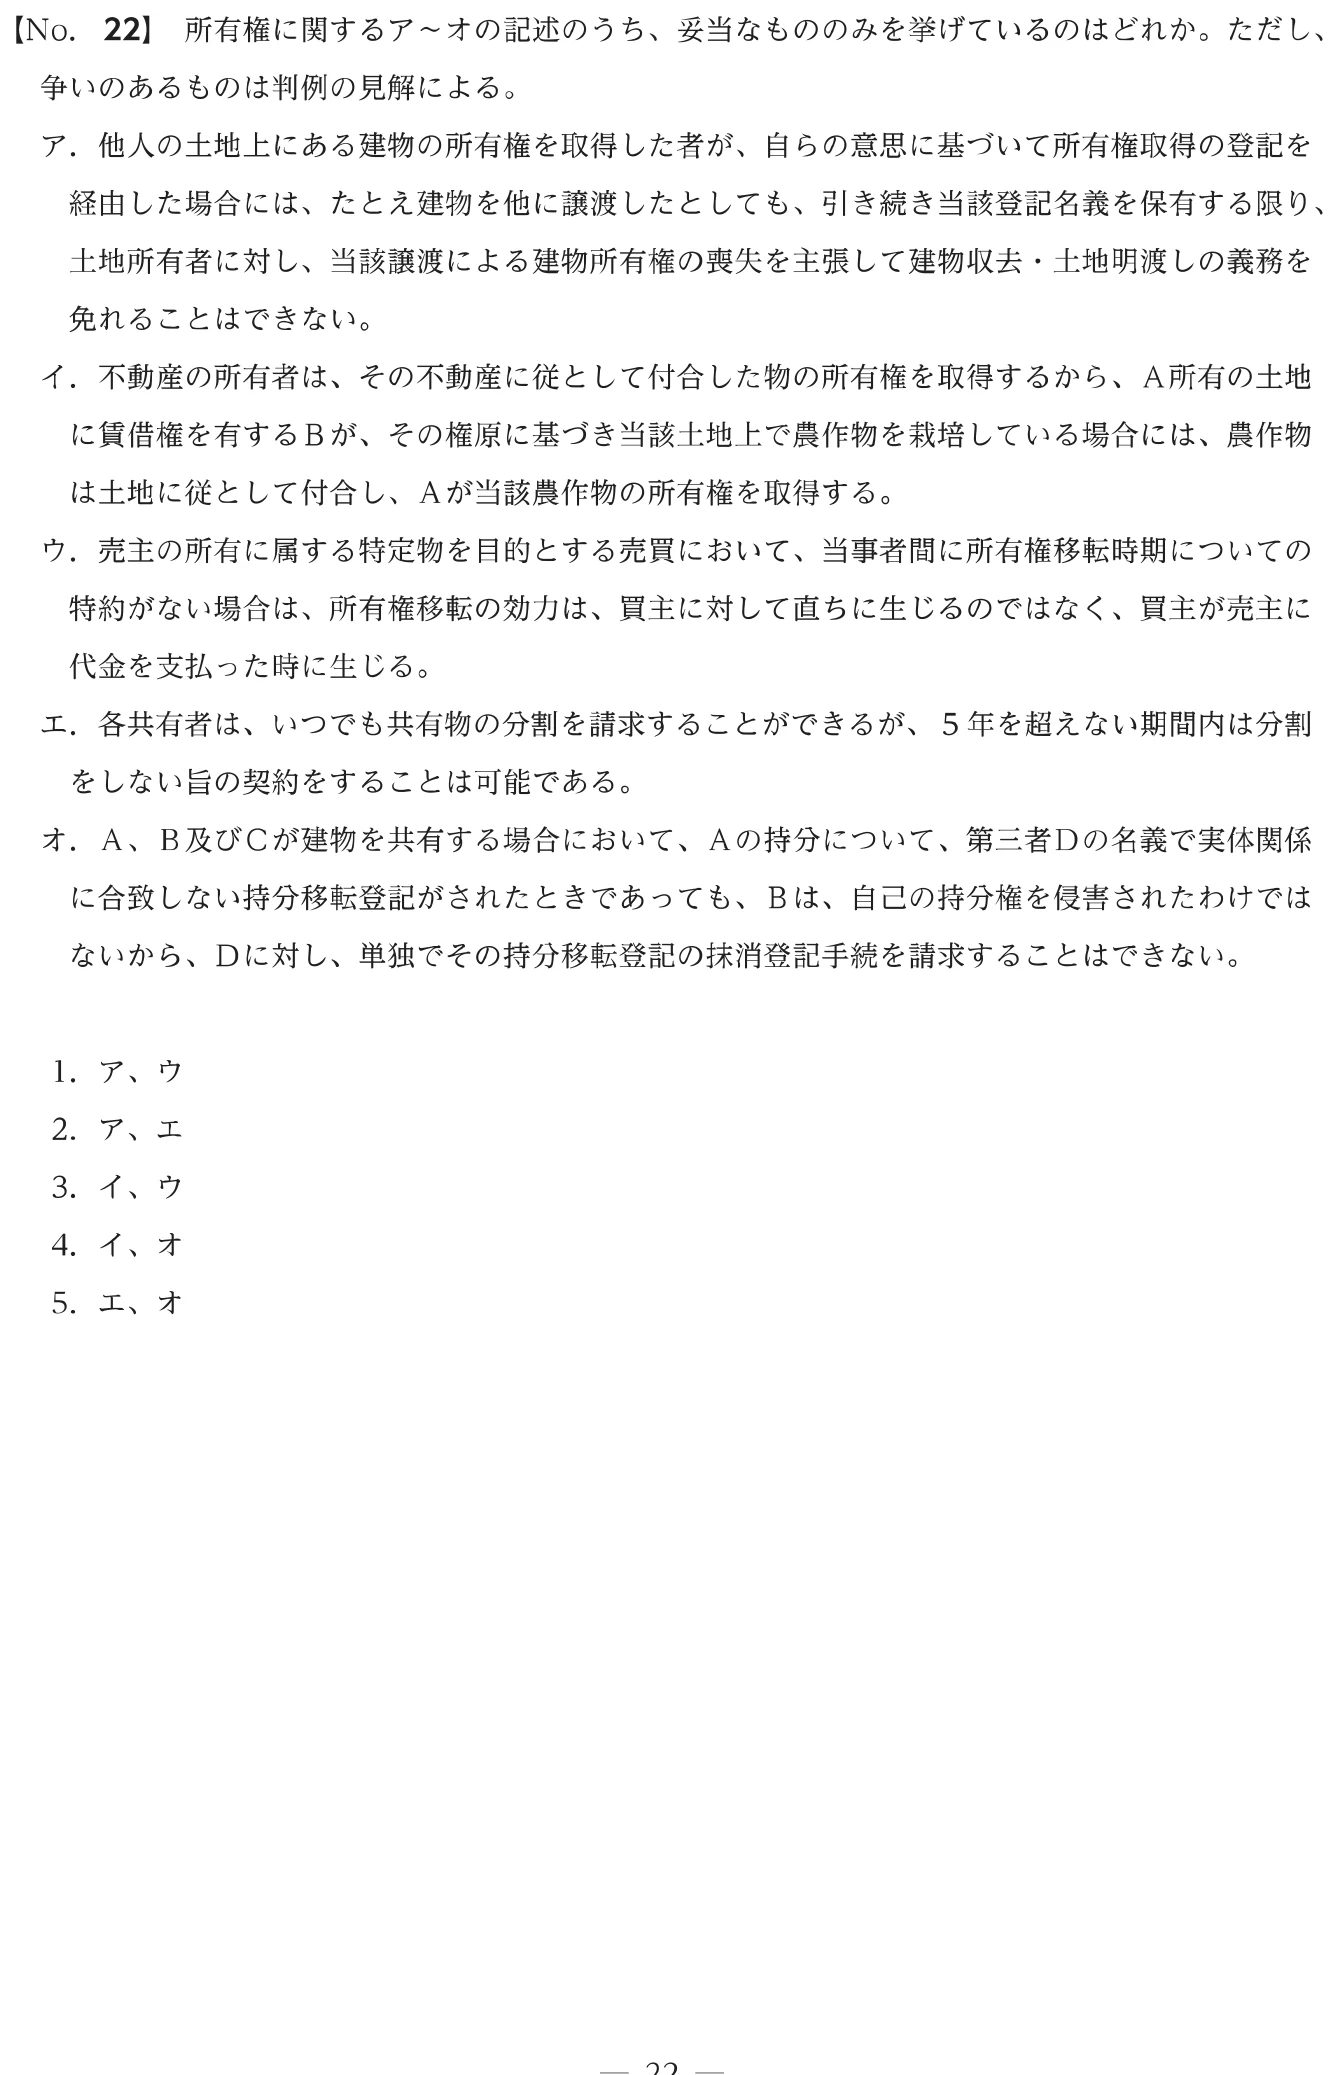 【No. 22】 所有権に関するア～オの記述のうち、妥当なもののみを挙げているのはどれか。ただし、
争いのあるものは判例の見解による。
ア．他人の土地上にある建物の所有権を取得した者が、自らの意思に基づいて所有権取得の登記を
経由した場合には、たとえ建物を他に譲渡したとしても、引き続き当該登記名義を保有する限り、
土地所有者に対し、当該譲渡による建物所有権の喪失を主張して建物収去・土地明渡しの義務を
免れることはできない。
イ．不動産の所有者は、その不動産に従として付合した物の所有権を取得するから、Ａ所有の土地
に賃借権を有するＢが、その権原に基づき当該土地上で農作物を栽培している場合には、農作物
は土地に従として付合し、Ａが当該農作物の所有権を取得する。
ウ．売主の所有に属する特定物を目的とする売買において、当事者間に所有権移転時期についての
特約がない場合は、所有権移転の効力は、買主に対して直ちに生じるのではなく、買主が売主に
代金を支払った時に生じる。
エ．各共有者は、いつでも共有物の分割を請求することができるが、５年を超えない期間内は分割
をしない旨の契約をすることは可能である。
オ．Ａ、Ｂ及びＣが建物を共有する場合において、Ａの持分について、第三者Ｄの名義で実体関係
に合致しない持分移転登記がされたときであっても、Ｂは、自己の持分権を侵害されたわけでは
ないから、Ｄに対し、単独でその持分移転登記の抹消登記手続を請求することはできない。
1．ア、ウ
2．ア、エ
3．イ、ウ
4．イ、オ
5．エ、オ
— 22 —